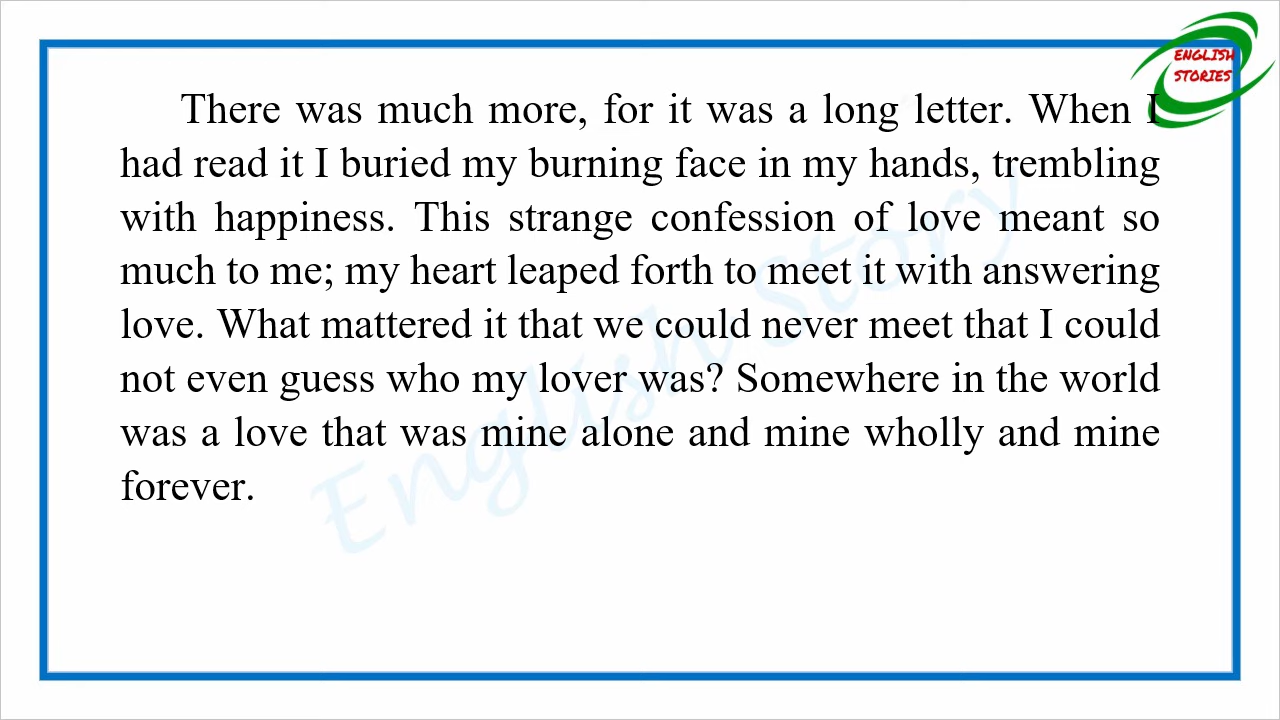 ENGLISH
STORIES
There was much more, for it was a long letter. When I
had read it I buried my burning face in my hands, trembling
with happiness. This strange confession of love meant so
much to me; my heart leaped forth to meet it with answering
love. What mattered it that we could never meet that I could
not even guess who my lover was? Somewhere in the world
was a love that was mine alone and mine wholly and mine
forever.
English Story